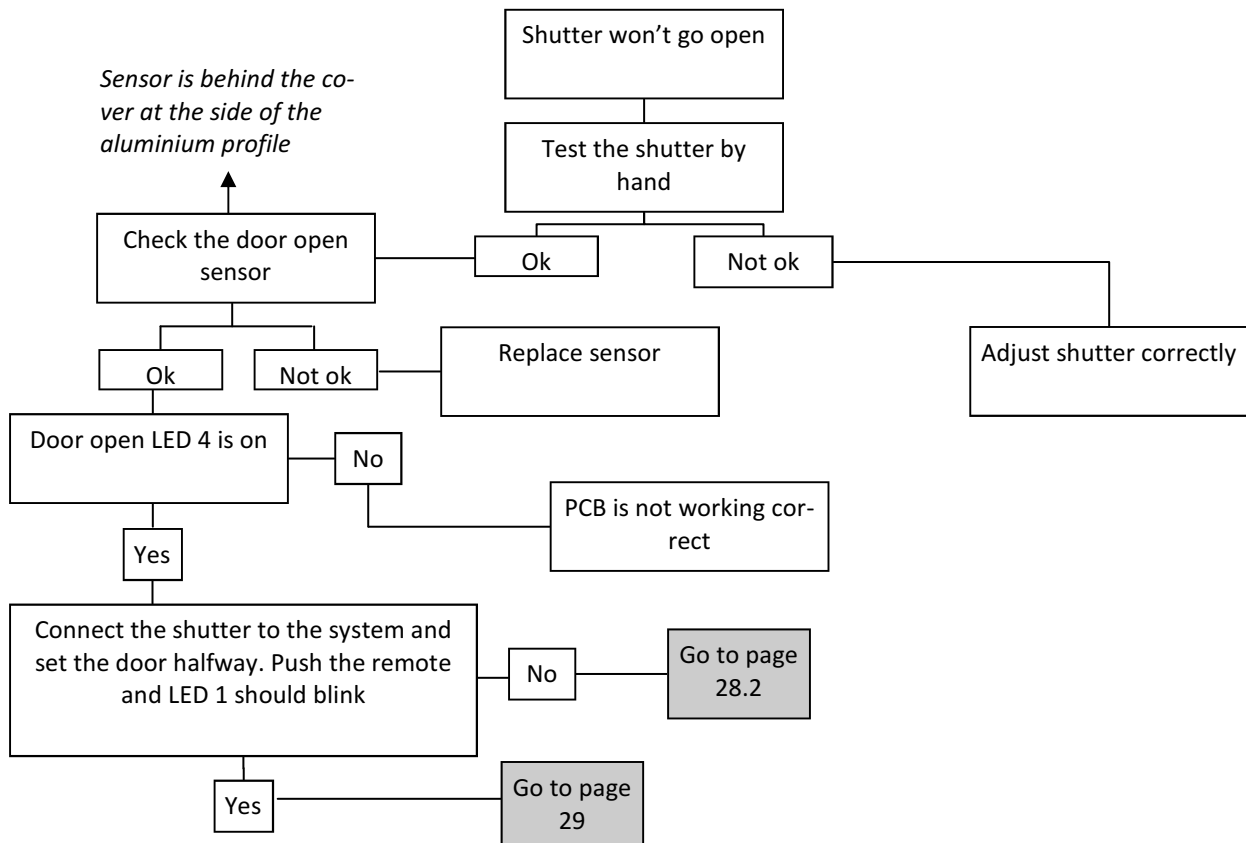 Shutter won’t go open
Sensor is behind the co-
ver at the side of the
aluminium profile
Test the shutter by
hand
Check the door open
sensor
Ok
Not ok
Ok
Not ok
Replace sensor
Adjust shutter correctly
Door open LED 4 is on
No
PCB is not working cor-
rect
Yes
Connect the shutter to the system and
set the door halfway. Push the remote
and LED 1 should blink
No
Go to page
28.2
Yes
Go to page
29